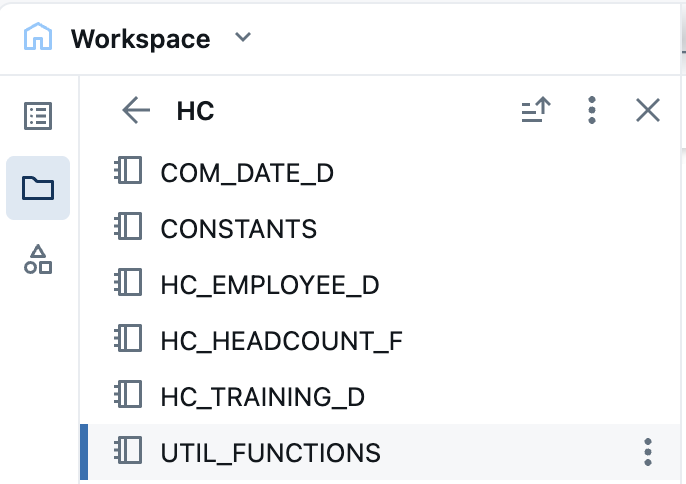 Workspace
HC
COM_DATE_D
CONSTANTS
HC_EMPLOYEE_D
HC_HEADCOUNT_F
HC_TRAINING_D
UTIL_FUNCTIONS